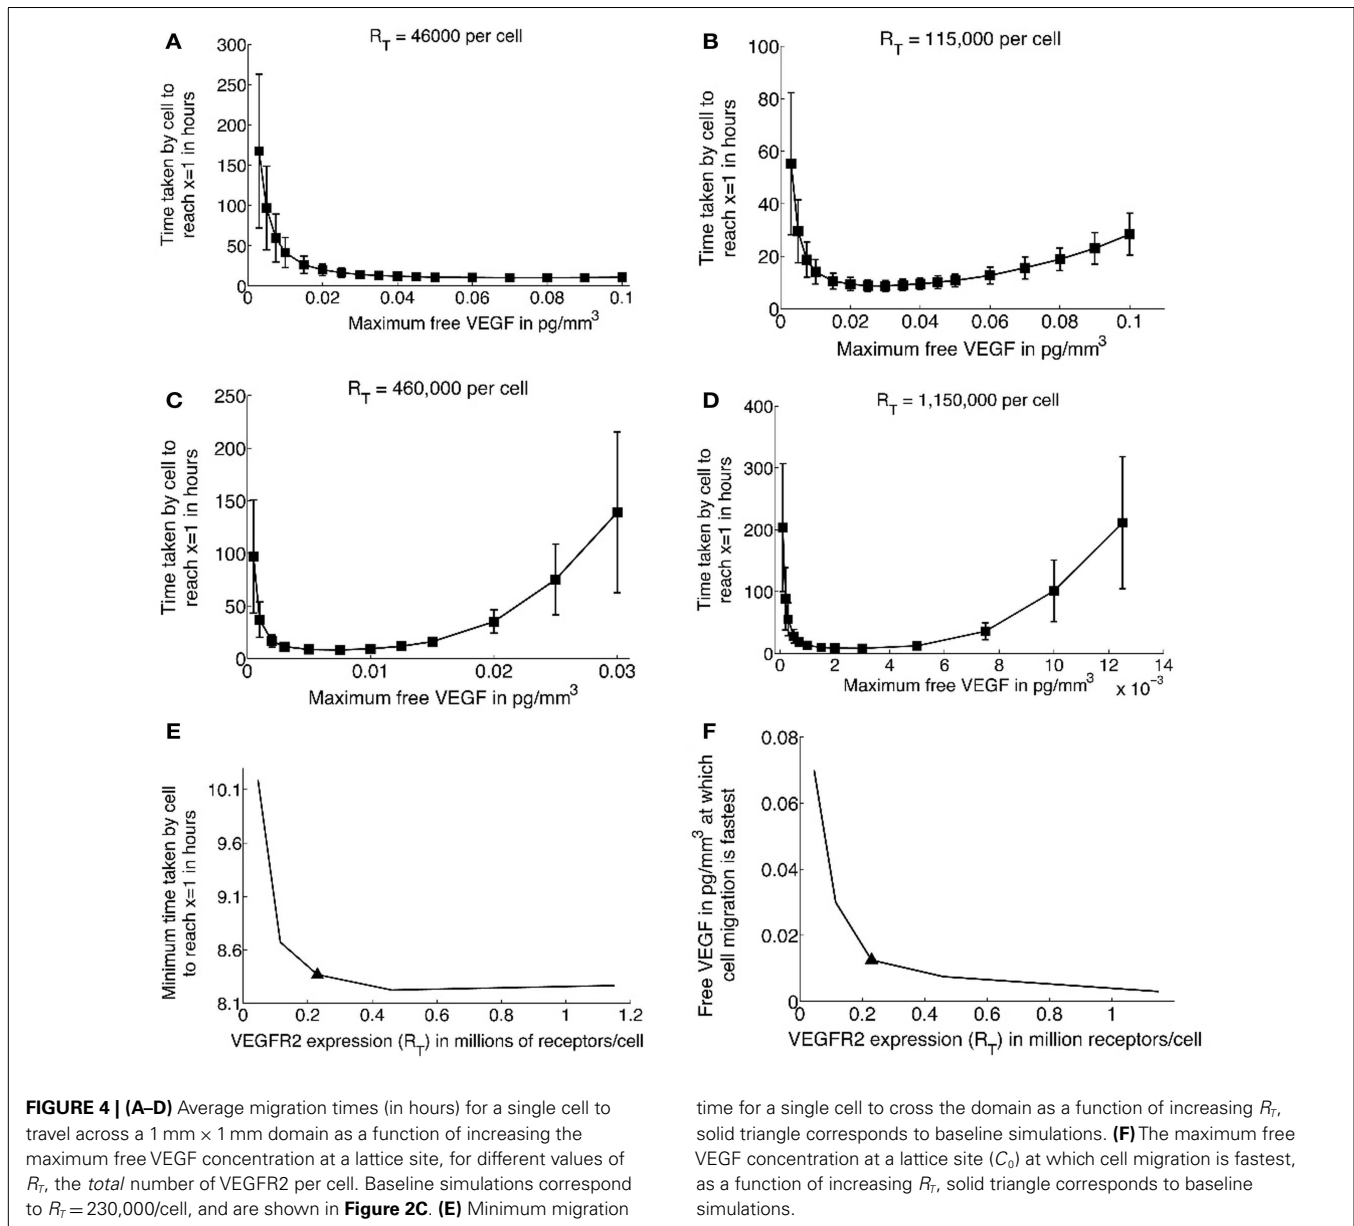 A
R_T = 46000 per cell
Time taken by cell to
reach x=1 in hours
300
250
200
150
100
50
0
0
0.02
0.04
0.06
0.08
0.1
Maximum free VEGF in pg/mm³
B
R_T = 115,000 per cell
Time taken by cell to
reach x=1 in hours
100
80
60
40
20
0
0
0.02
0.04
0.06
0.08
0.1
Maximum free VEGF in pg/mm³
C
R_T = 460,000 per cell
Time taken by cell to
reach x=1 in hours
250
200
150
100
50
0
0
0.01
0.02
0.03
Maximum free VEGF in pg/mm³
D
R_T = 1,150,000 per cell
Time taken by cell to
reach x=1 in hours
400
300
200
100
0
0
2
4
6
8
10
12
14
Maximum free VEGF in pg/mm³
x 10⁻³
E
Minimum time taken by cell
to reach x=1 in hours
10.1
9.6
9.1
8.6
8.1
0
0.2
0.4
0.6
0.8
1
1.2
VEGFR2 expression (R_T) in millions of receptors/cell
F
Free VEGF in pg/mm³ at which
cell migration is fastest
0.08
0.06
0.04
0.02
0
0
0.2
0.4
0.6
0.8
1
VEGFR2 expression (R_T) in million receptors/cell
FIGURE 4 | (A–D) Average migration times (in hours) for a single cell to
travel across a 1 mm × 1 mm domain as a function of increasing the
maximum free VEGF concentration at a lattice site, for different values of
R_T, the total number of VEGFR2 per cell. Baseline simulations correspond
to R_T = 230,000/cell, and are shown in Figure 2C. (E) Minimum migration
time for a single cell to cross the domain as a function of increasing R_T,
solid triangle corresponds to baseline simulations. (F) The maximum free
VEGF concentration at a lattice site (C₀) at which cell migration is fastest,
as a function of increasing R_T, solid triangle corresponds to baseline
simulations.